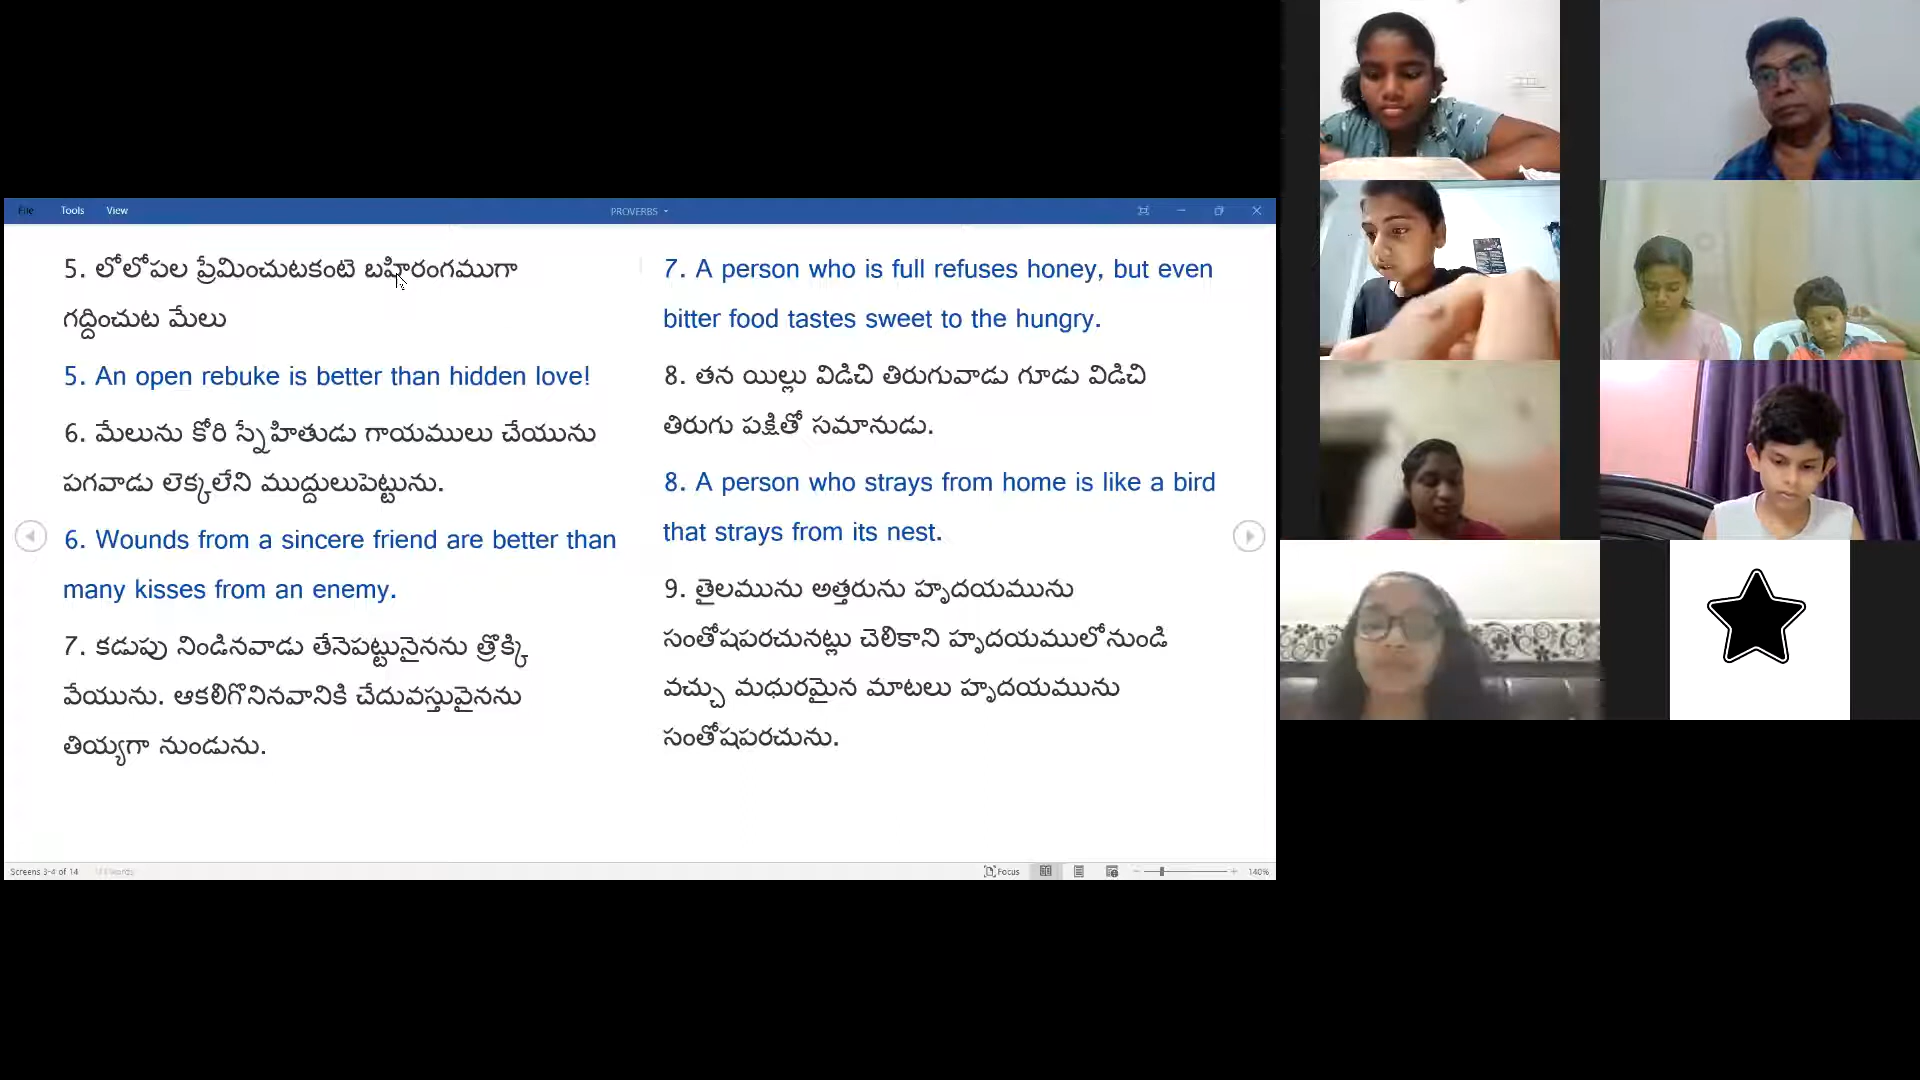 File Tools View PROVERBS
5. లోలోపల ప్రేమించుటకంటె బహిరంగముగా
గద్దించుట మేలు
5. An open rebuke is better than hidden love!
6. మేలును కోరి స్నేహితుడు గాయములు చేయును
పగవాడు లెక్కలేని ముద్దులుపెట్టును.
6. Wounds from a sincere friend are better than
many kisses from an enemy.
7. కడుపు నిండినవాడు తేనెపట్టునైనను త్రొక్కి
వేయును. ఆకలిగొనినవానికి చేదువస్తువైనను
తియ్యగా నుండును.
7. A person who is full refuses honey, but even
bitter food tastes sweet to the hungry.
8. తన యిల్లు విడిచి తిరుగువాడు గూడు విడిచి
తిరుగు పక్షితో సమానుడు.
8. A person who strays from home is like a bird
that strays from its nest.
9. తైలమును అత్తరును హృదయమును
సంతోషపరచునట్లు చెలికాని హృదయములోనుండి
వచ్చు మధురమైన మాటలు హృదయమును
సంతోషపరచును.
Screens 3-4 of 14 Focus 140%